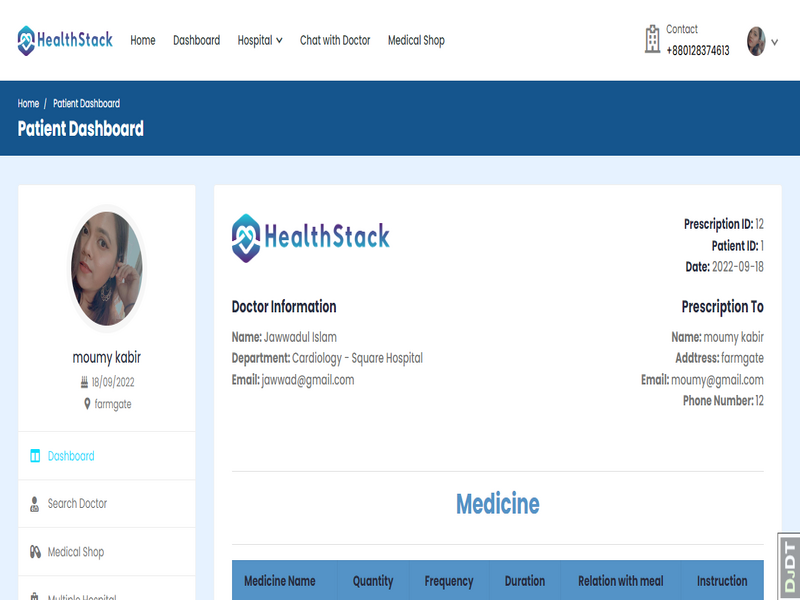 HealthStack
Home Dashboard Hospital Chat with Doctor Medical Shop
Contact
+880128374613
Home / Patient Dashboard
Patient Dashboard
moumy kabir
18/09/2022
farmgate
Dashboard
Search Doctor
Medical Shop
Multiple Hospital
HealthStack
Prescription ID: 12
Patient ID: 1
Date: 2022-09-18
Doctor Information
Name: Jawwadul Islam
Department: Cardiology - Square Hospital
Email: jawwad@gmail.com
Prescription To
Name: moumy kabir
Addtress: farmgate
Email: moumy@gmail.com
Phone Number: 12
Medicine
Medicine Name Quantity Frequency Duration Relation with meal Instruction
DJDT